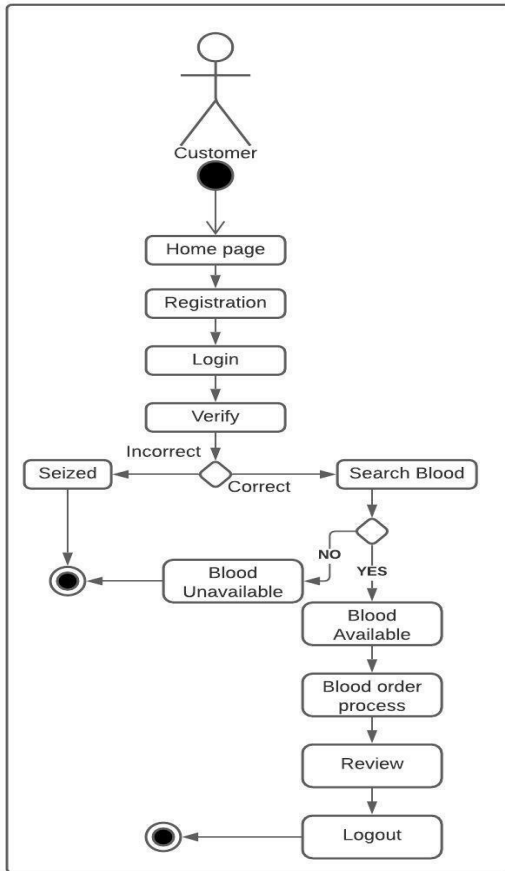 Customer
Home page
Registration
Login
Verify
Incorrect
Seized
Correct
Search Blood
NO
YES
Blood
Unavailable
Blood
Available
Blood order
process
Review
Logout